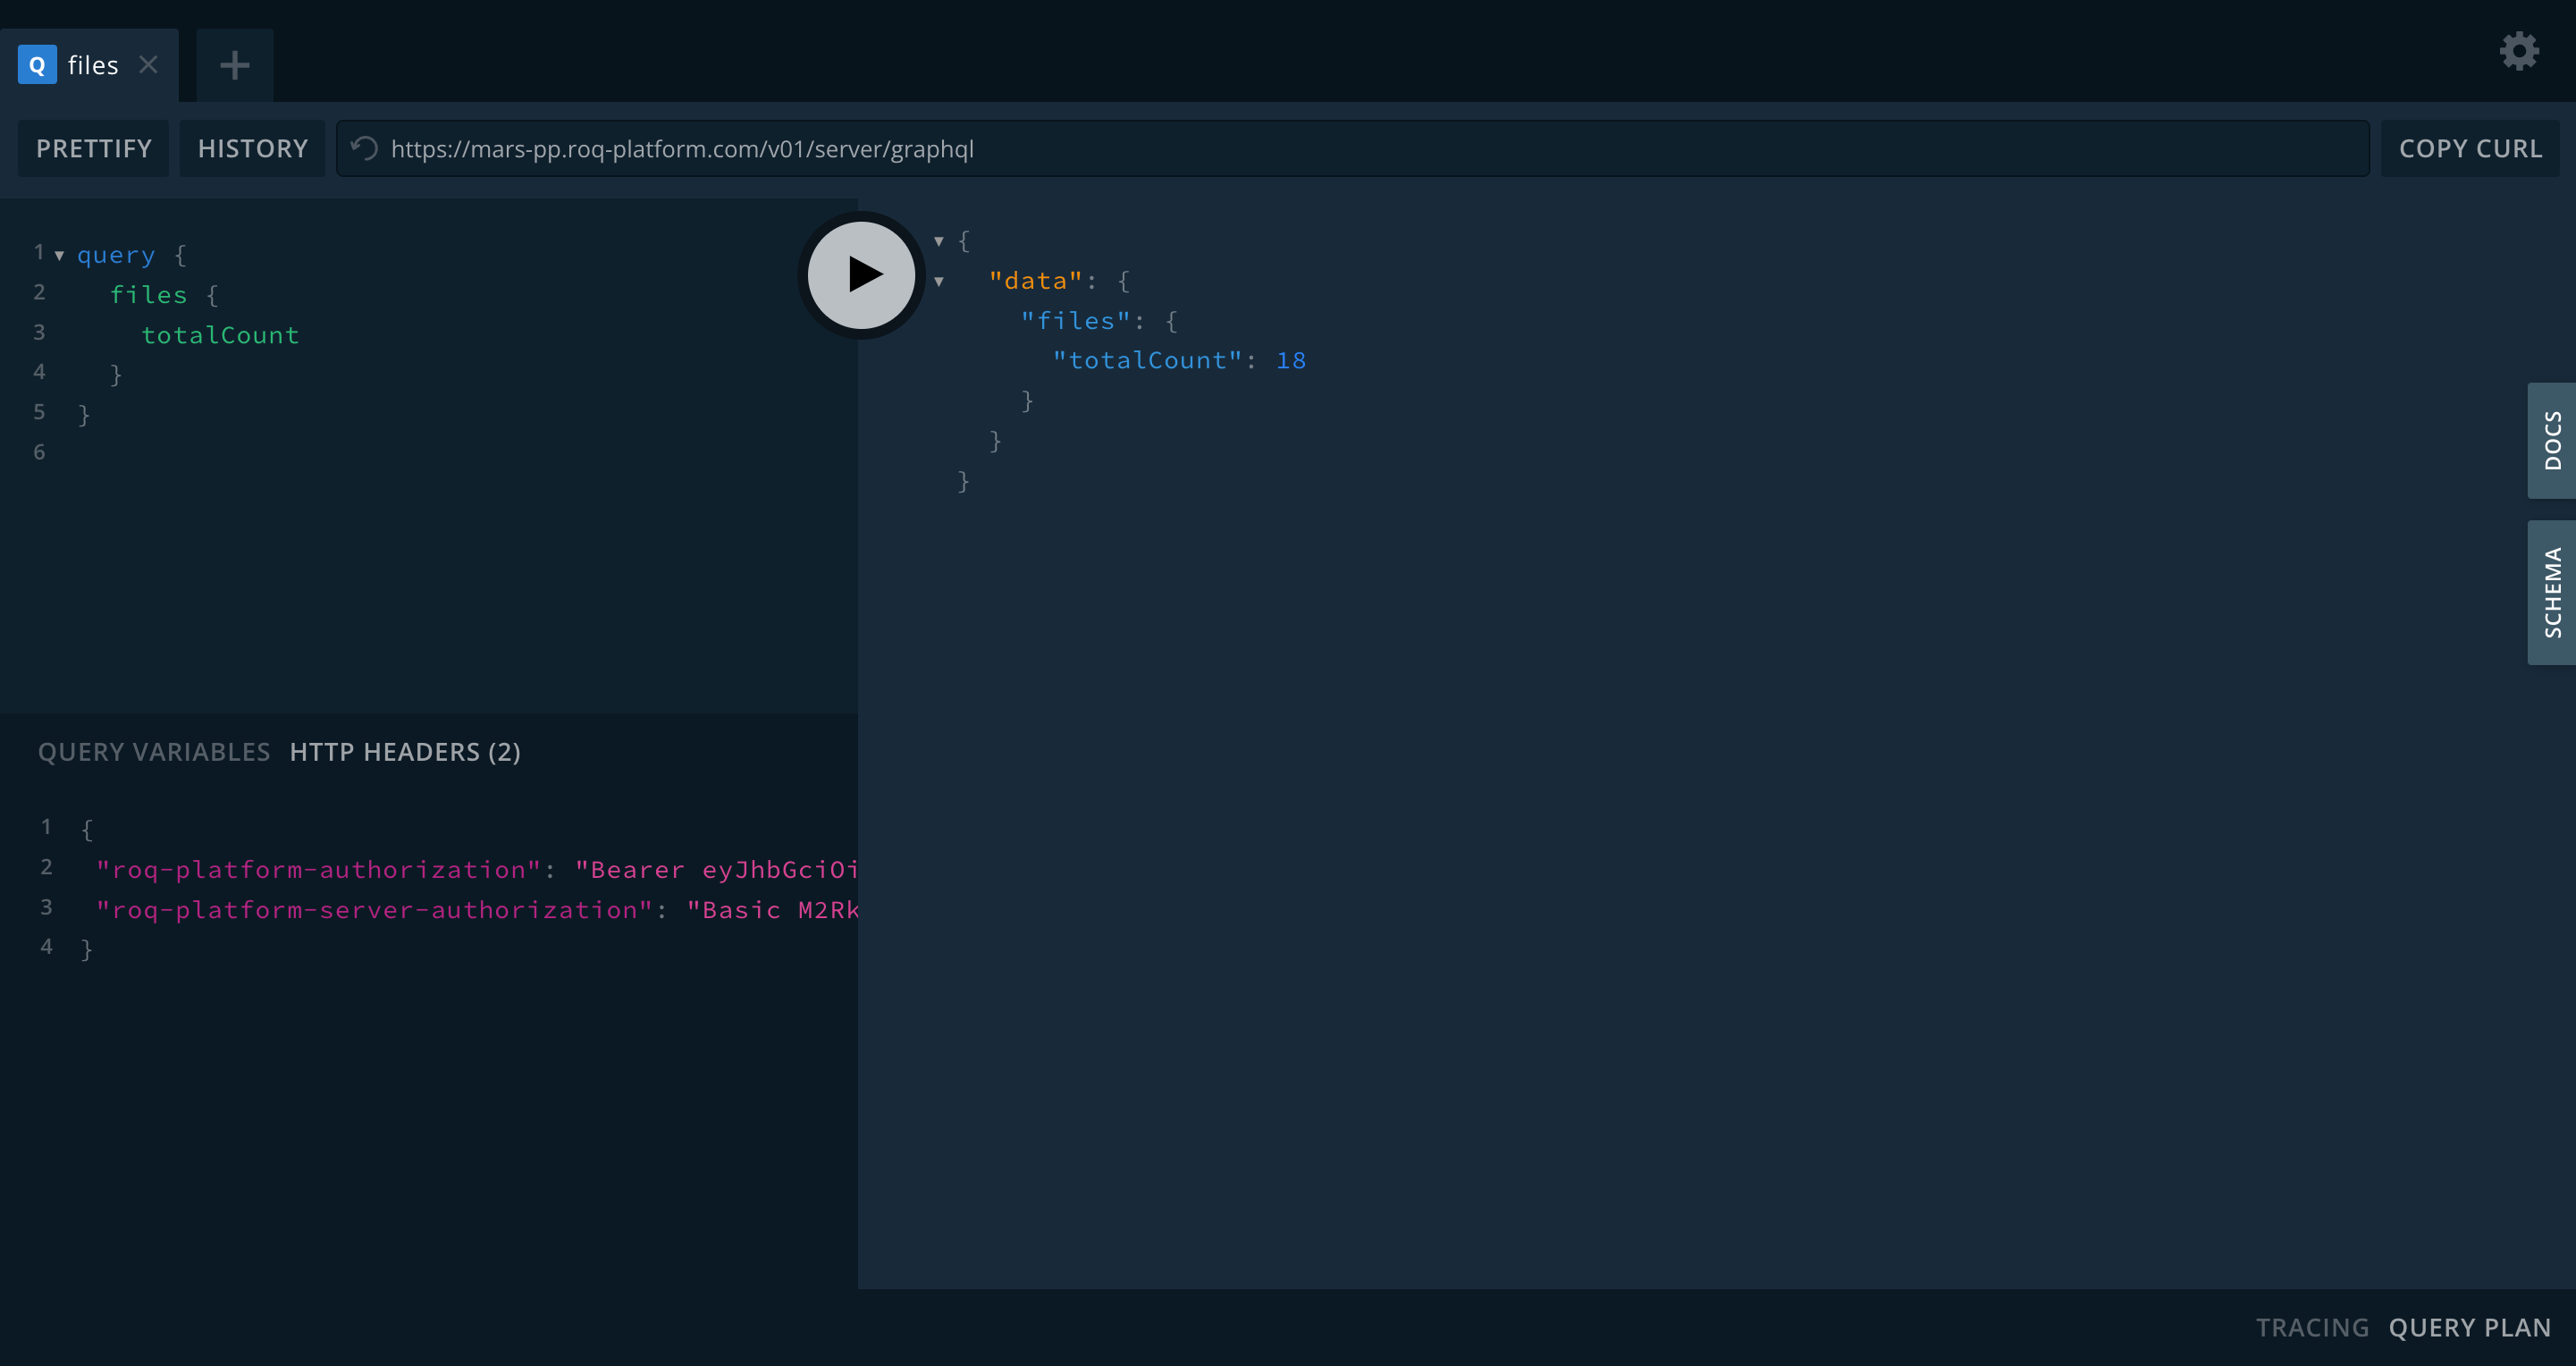 Q files
PRETTIFY HISTORY https://mars-pp.roq-platform.com/v01/server/graphql COPY CURL
1 query {
2 files {
3 totalCount
4 }
5 }
6
{
"data": {
"files": {
"totalCount": 18
}
}
}
DOCS
SCHEMA
QUERY VARIABLES HTTP HEADERS (2)
1 {
2 "roq-platform-authorization": "Bearer eyJhbGciOi
3 "roq-platform-server-authorization": "Basic M2Rk
4 }
TRACING QUERY PLAN